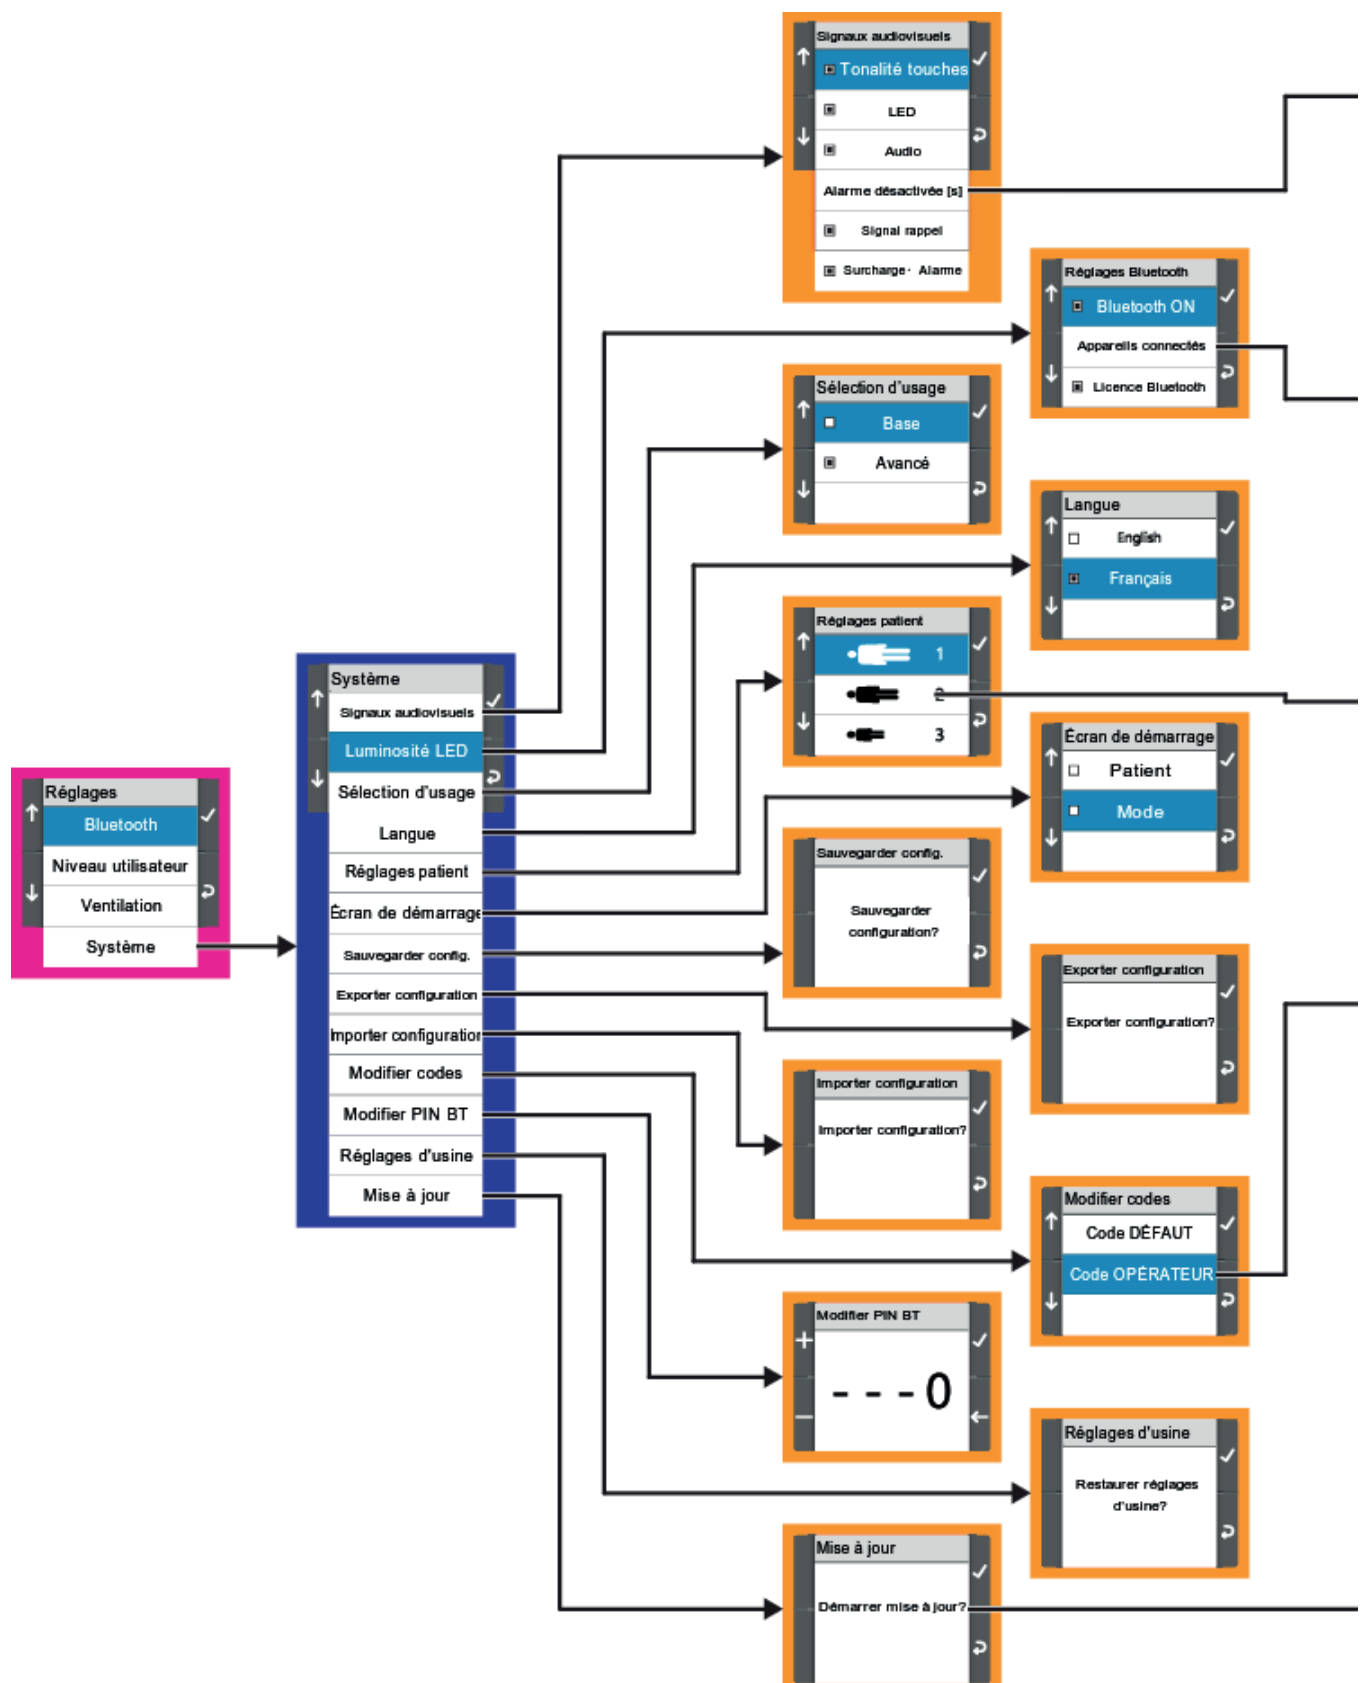 Réglages
Bluetooth
Niveau utilisateur
Ventilation
Système
Système
Signaux audiovisuels
Luminosité LED
Sélection d'usage
Langue
Réglages patient
Écran de démarrage
Sauvegarder config.
Exporter configuration
Importer configuration
Modifier codes
Modifier PIN BT
Réglages d'usine
Mise à jour
Signaux audiovisuels
Tonalité touches
LED
Audio
Alarme désactivée [s]
Signal rappel
Surcharge· Alarme
Réglages Bluetooth
Bluetooth ON
Appareils connectés
Licence Bluetooth
Sélection d'usage
Base
Avancé
Langue
English
Français
Réglages patient
1
2
3
Écran de démarrage
Patient
Mode
Sauvegarder config.
Sauvegarder
configuration?
Exporter configuration
Exporter configuration?
Importer configuration
Importer configuration?
Modifier codes
Code DÉFAUT
Code OPÉRATEUR
Modifier PIN BT
- - - 0
Réglages d'usine
Restaurer réglages
d'usine?
Mise à jour
Démarrer mise à jour?